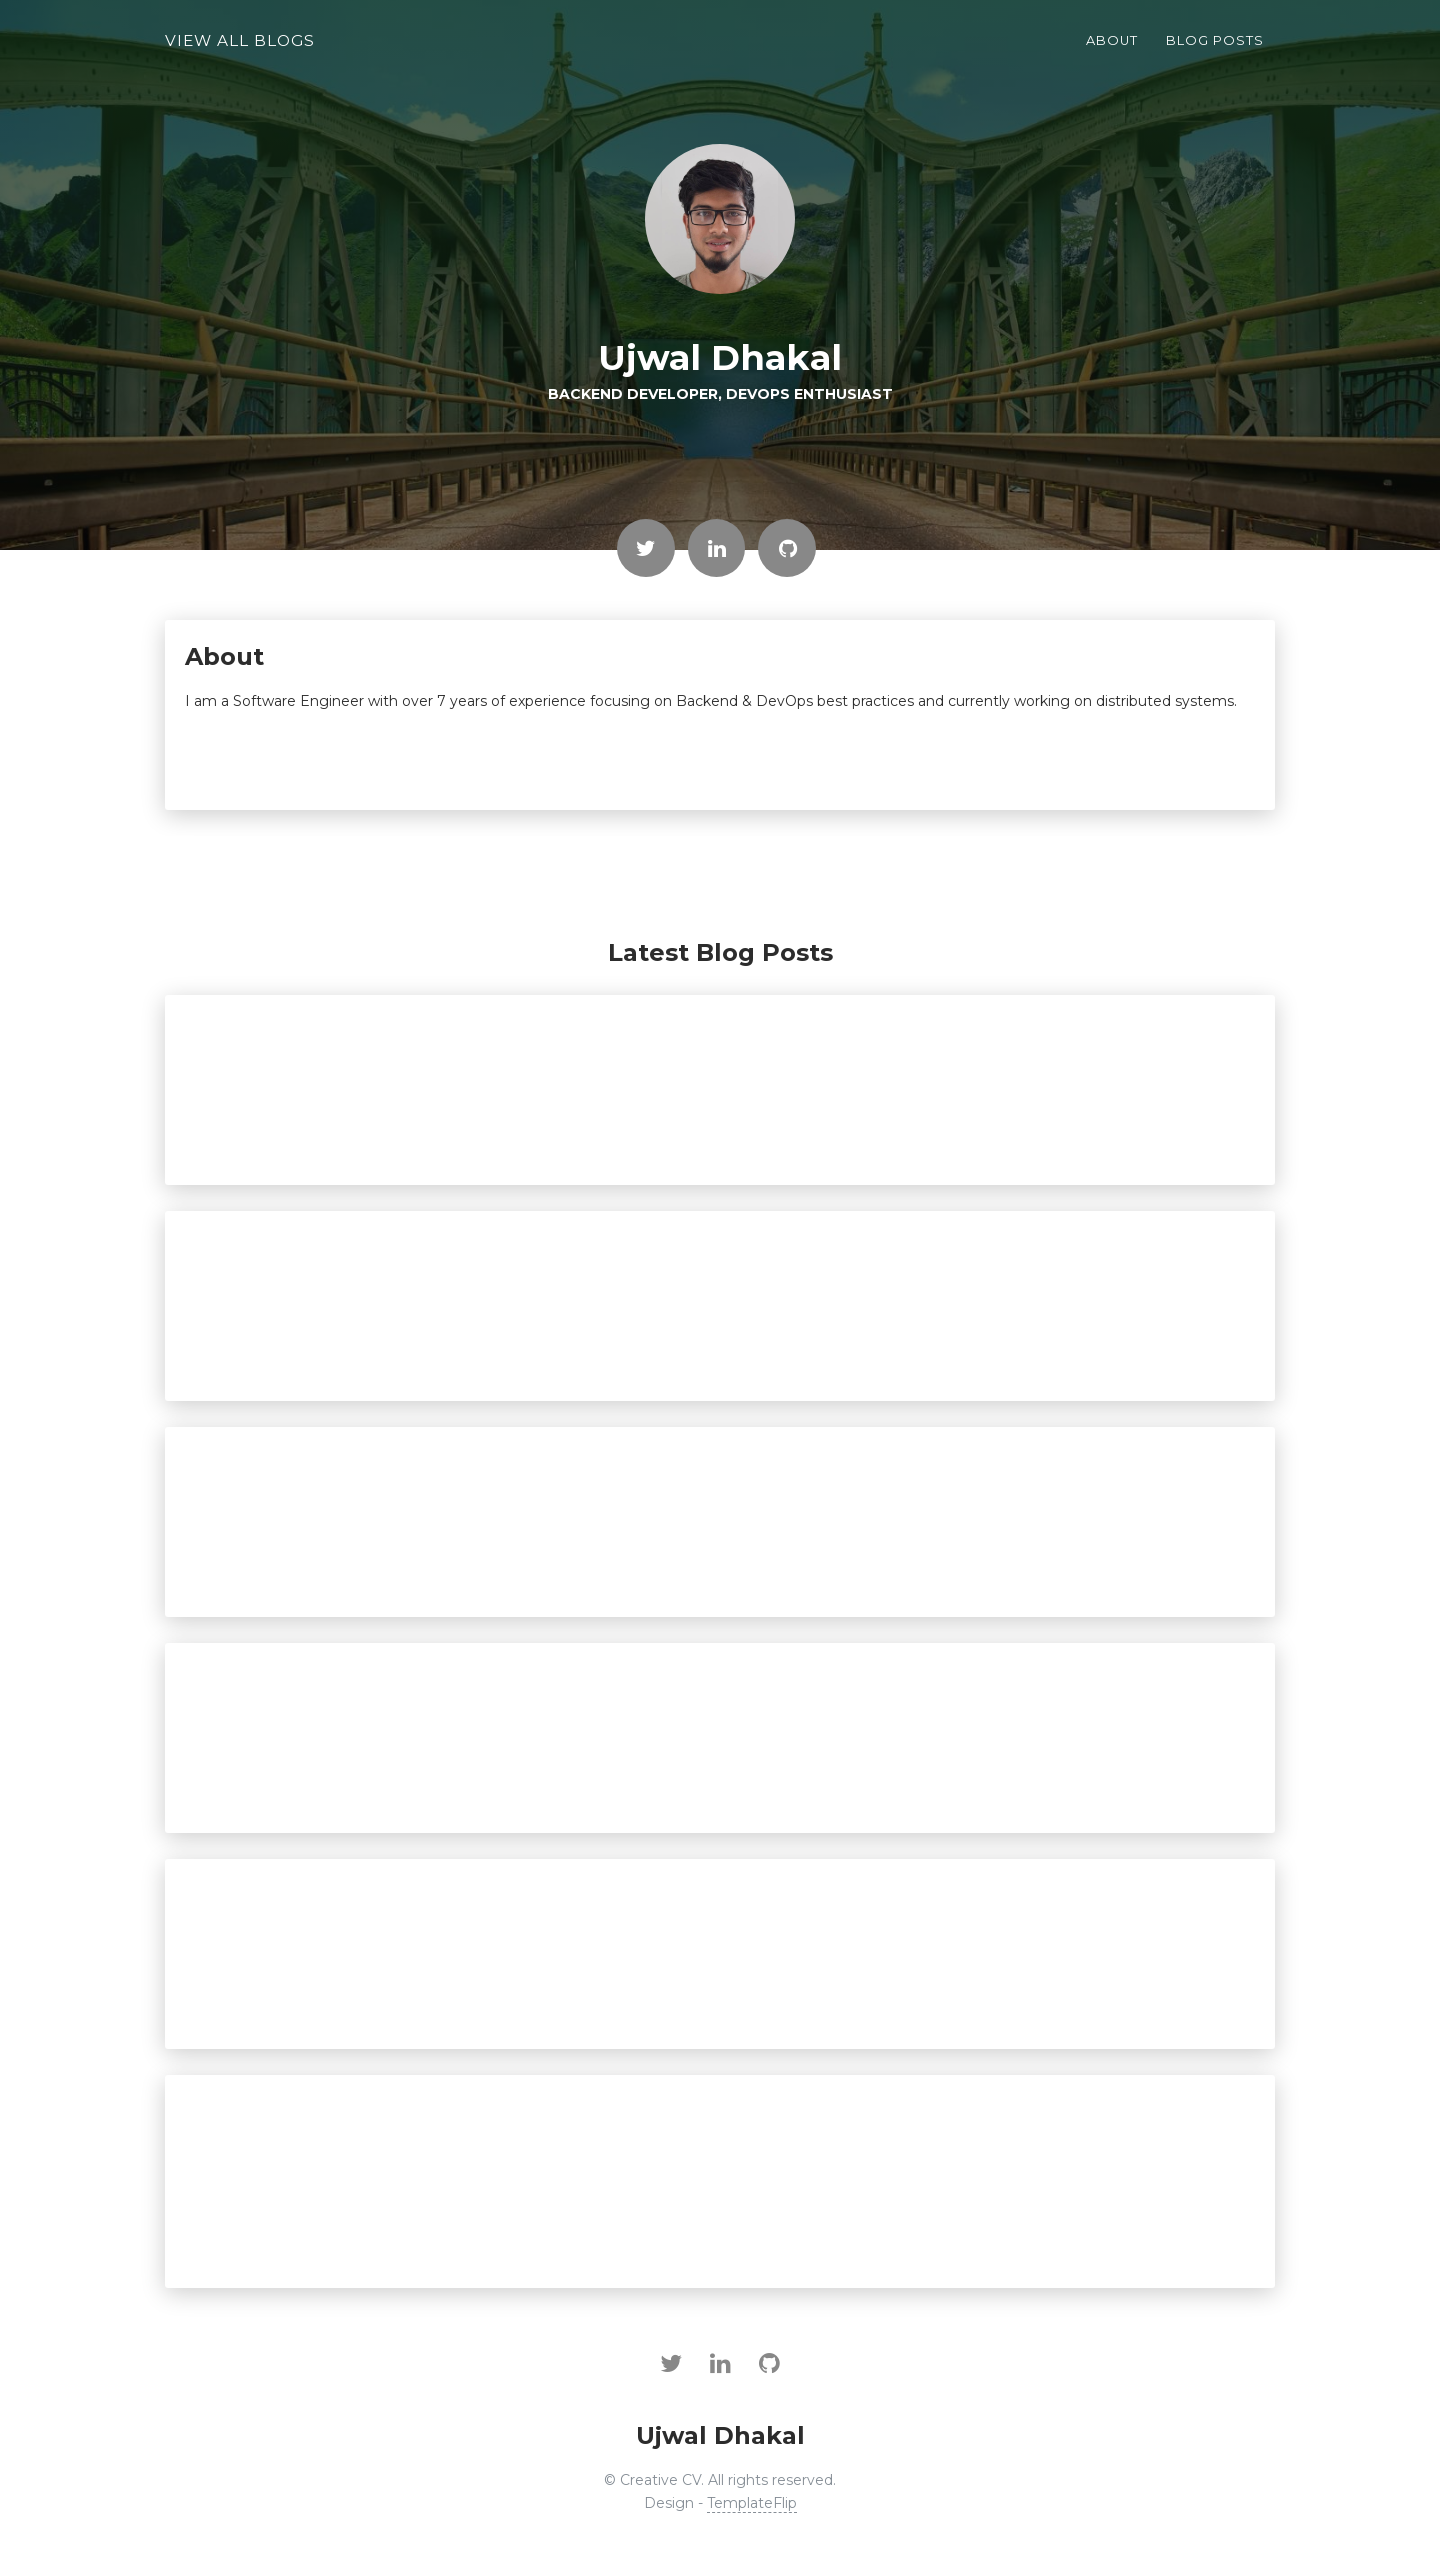 VIEW ALL BLOGS
ABOUT
BLOG POSTS
Ujwal Dhakal
BACKEND DEVELOPER, DEVOPS ENTHUSIAST
About
I am a Software Engineer with over 7 years of experience focusing on Backend & DevOps best practices and currently working on distributed systems.
Latest Blog Posts
Ujwal Dhakal
© Creative CV. All rights reserved.
Design - TemplateFlip